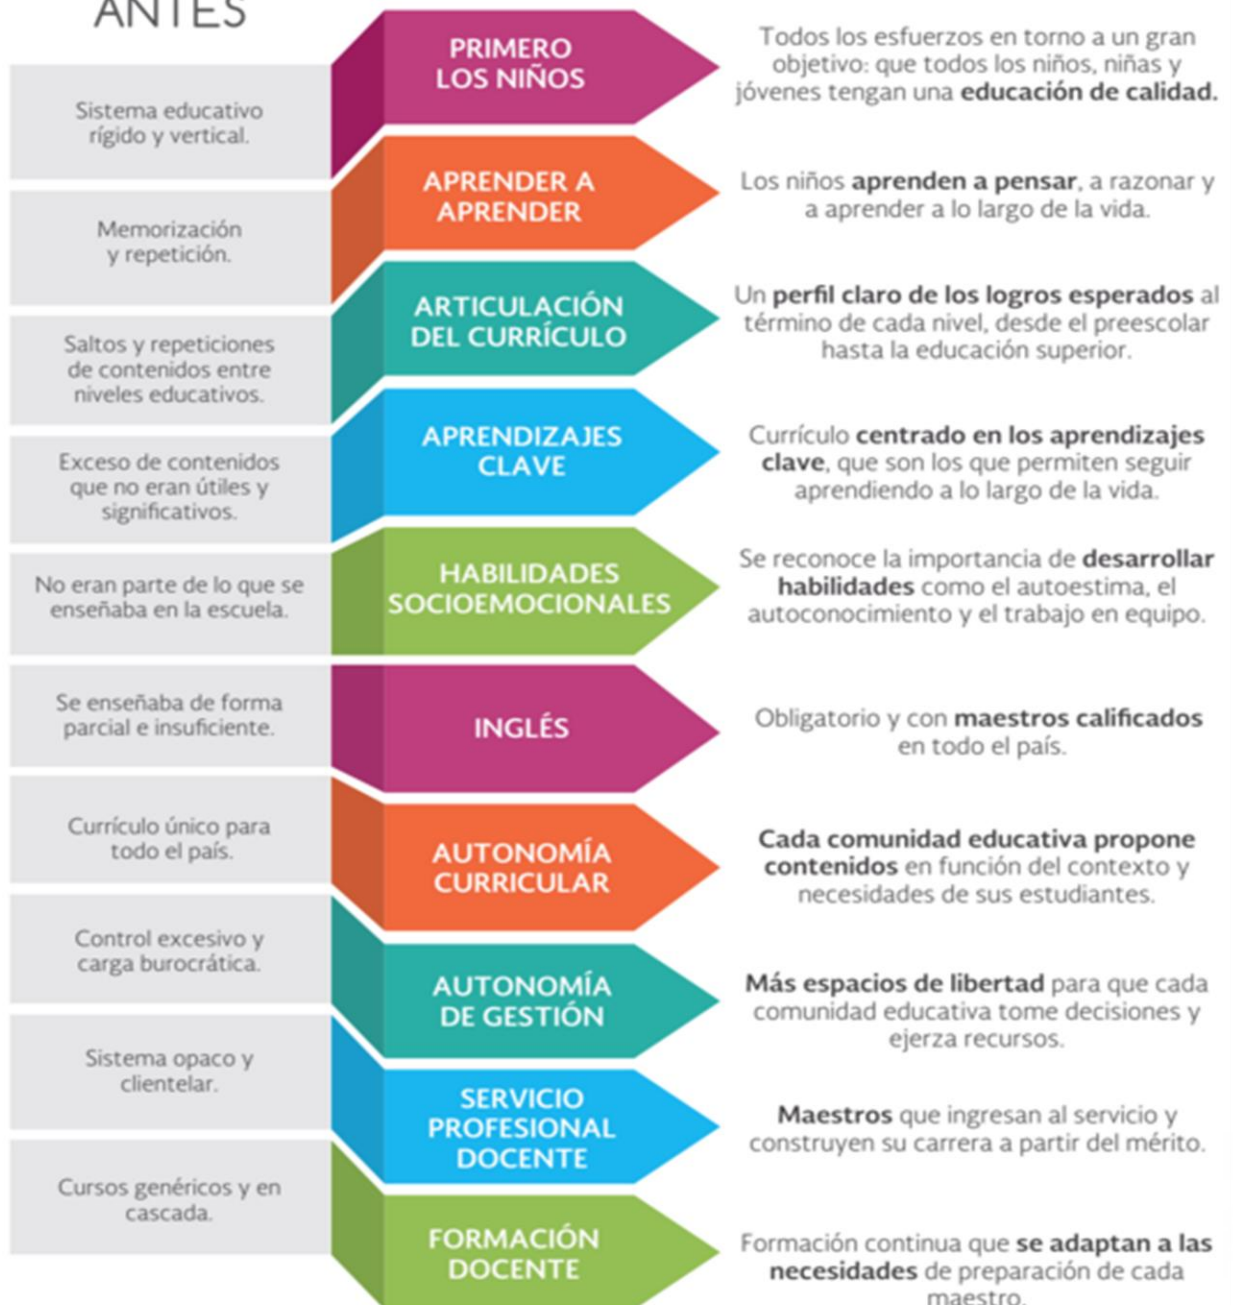 ANTES
Sistema educativo
rígido y vertical.
PRIMERO
LOS NIÑOS
Todos los esfuerzos en torno a un gran
objetivo: que todos los niños, niñas y
jóvenes tengan una educación de calidad.
Memorización
y repetición.
APRENDER A
APRENDER
Los niños aprenden a pensar, a razonar y
a aprender a lo largo de la vida.
Saltos y repeticiones
de contenidos entre
niveles educativos.
ARTICULACIÓN
DEL CURRÍCULO
Un perfil claro de los logros esperados al
término de cada nivel, desde el preescolar
hasta la educación superior.
Exceso de contenidos
que no eran útiles y
significativos.
APRENDIZAJES
CLAVE
Currículo centrado en los aprendizajes
clave, que son los que permiten seguir
aprendiendo a lo largo de la vida.
No eran parte de lo que se
enseñaba en la escuela.
HABILIDADES
SOCIOEMOCIONALES
Se reconoce la importancia de desarrollar
habilidades como el autoestima, el
autoconocimiento y el trabajo en equipo.
Se enseñaba de forma
parcial e insuficiente.
INGLÉS
Obligatorio y con maestros calificados
en todo el país.
Currículo único para
todo el país.
AUTONOMÍA
CURRICULAR
Cada comunidad educativa propone
contenidos en función del contexto y
necesidades de sus estudiantes.
Control excesivo y
carga burocrática.
AUTONOMÍA
DE GESTIÓN
Más espacios de libertad para que cada
comunidad educativa tome decisiones y
ejerza recursos.
Sistema opaco y
clientelar.
SERVICIO
PROFESIONAL
DOCENTE
Maestros que ingresan al servicio y
construyen su carrera a partir del mérito.
Cursos genéricos y en
cascada.
FORMACIÓN
DOCENTE
Formación continua que se adaptan a las
necesidades de preparación de cada
maestro.